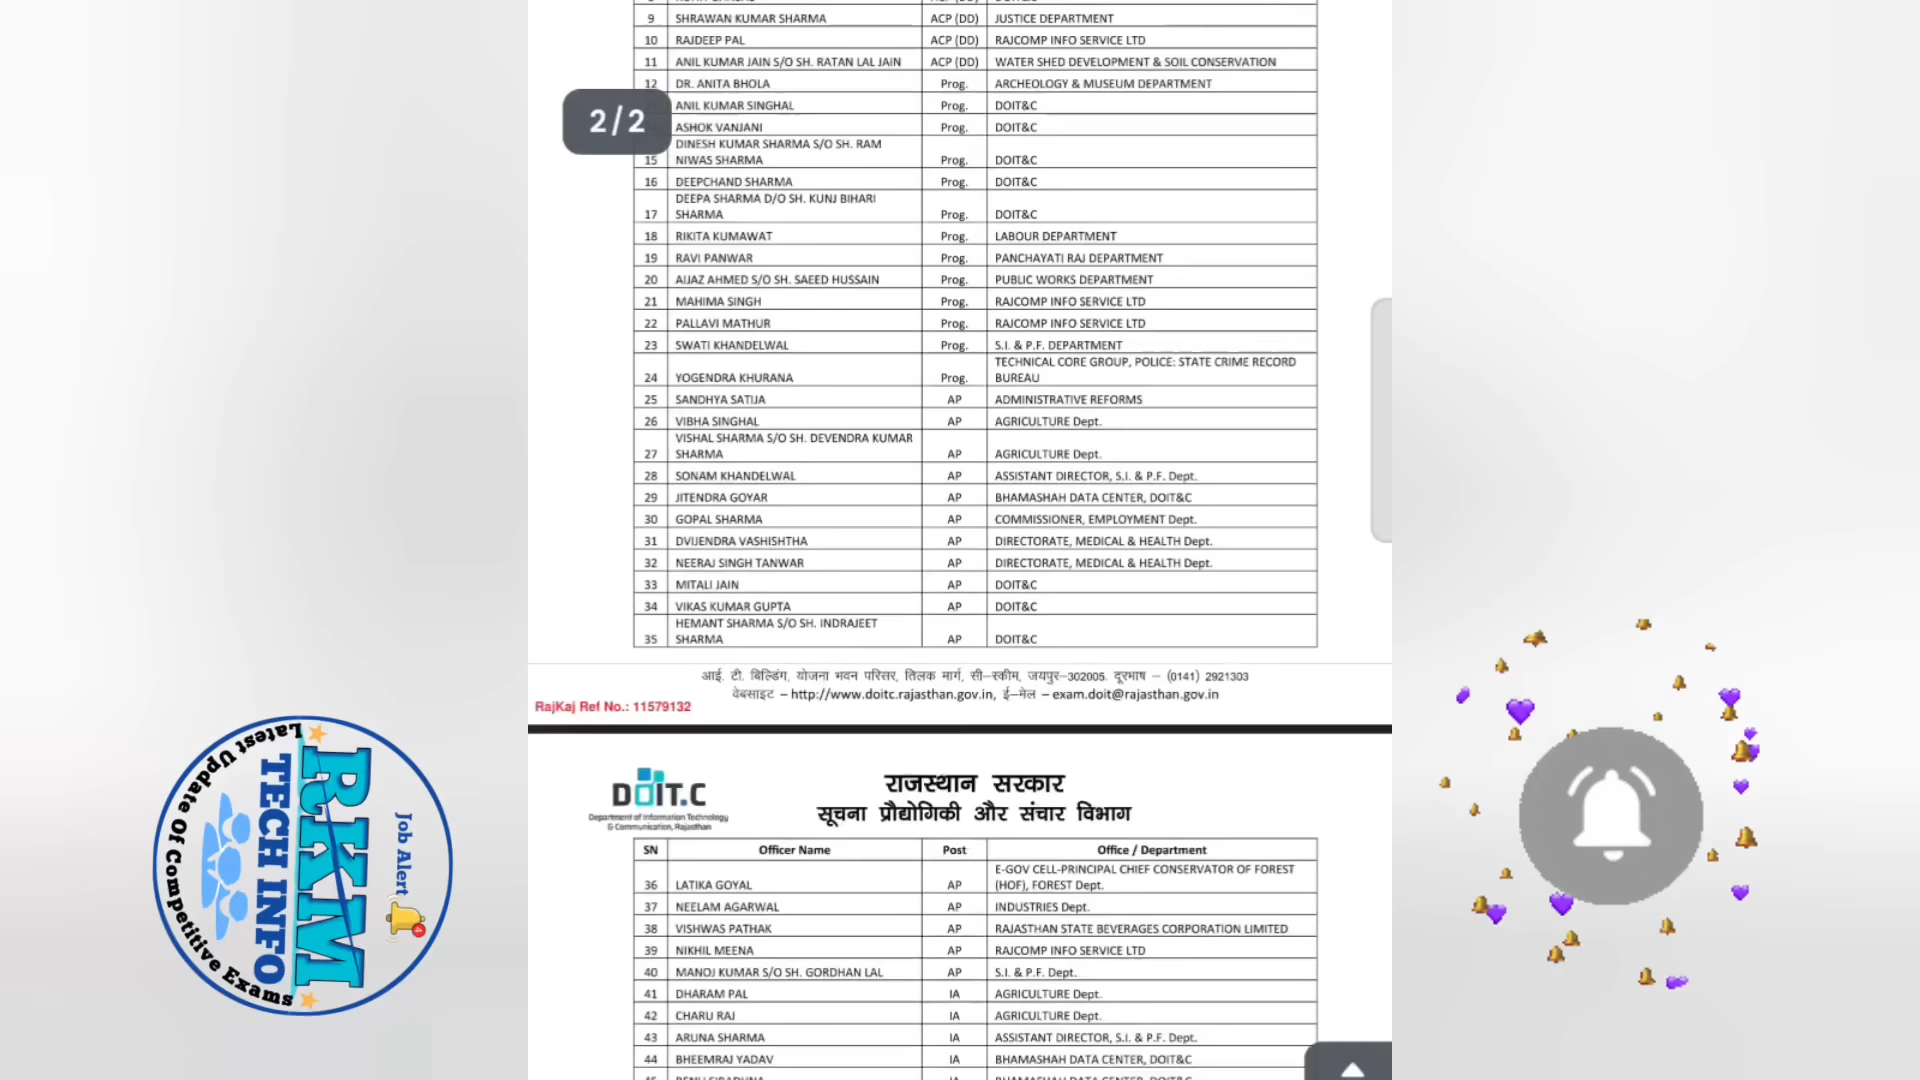 9 SHRAWAN KUMAR SHARMA ACP (DD) JUSTICE DEPARTMENT
10 RAJDEEP PAL ACP (DD) RAJCOMP INFO SERVICE LTD
11 ANIL KUMAR JAIN S/O SH. RATAN LAL JAIN ACP (DD) WATER SHED DEVELOPMENT & SOIL CONSERVATION
12 DR. ANITA BHOLA Prog. ARCHEOLOGY & MUSEUM DEPARTMENT
ANIL KUMAR SINGHAL Prog. DOIT&C
2 / 2
ASHOK VANJANI Prog. DOIT&C
DINESH KUMAR SHARMA S/O SH. RAM
15 NIWAS SHARMA Prog. DOIT&C
16 DEEPCHAND SHARMA Prog. DOIT&C
DEEPA SHARMA D/O SH. KUNJ BIHARI
17 SHARMA Prog. DOIT&C
18 RIKITA KUMAWAT Prog. LABOUR DEPARTMENT
19 RAVI PANWAR Prog. PANCHAYATI RAJ DEPARTMENT
20 AIJAZ AHMED S/O SH. SAEED HUSSAIN Prog. PUBLIC WORKS DEPARTMENT
21 MAHIMA SINGH Prog. RAJCOMP INFO SERVICE LTD
22 PALLAVI MATHUR Prog. RAJCOMP INFO SERVICE LTD
23 SWATI KHANDELWAL Prog. S.I. & P.F. DEPARTMENT
TECHNICAL CORE GROUP, POLICE: STATE CRIME RECORD
24 YOGENDRA KHURANA Prog. BUREAU
25 SANDHYA SATIJA AP ADMINISTRATIVE REFORMS
26 VIBHA SINGHAL AP AGRICULTURE Dept.
VISHAL SHARMA S/O SH. DEVENDRA KUMAR
27 SHARMA AP AGRICULTURE Dept.
28 SONAM KHANDELWAL AP ASSISTANT DIRECTOR, S.I. & P.F. Dept.
29 JITENDRA GOYAR AP BHAMASHAH DATA CENTER, DOIT&C
30 GOPAL SHARMA AP COMMISSIONER, EMPLOYMENT Dept.
31 DVIJENDRA VASHISHTHA AP DIRECTORATE, MEDICAL & HEALTH Dept.
32 NEERAJ SINGH TANWAR AP DIRECTORATE, MEDICAL & HEALTH Dept.
33 MITALI JAIN AP DOIT&C
34 VIKAS KUMAR GUPTA AP DOIT&C
HEMANT SHARMA S/O SH. INDRAJEET
35 SHARMA AP DOIT&C
आई. टी. बिल्डिंग, योजना भवन परिसर, तिलक मार्ग, सी–स्कीम, जयपुर–302005. दूरभाष – (0141) 2921303
वेबसाइट – http://www.doitc.rajasthan.gov.in, ई–मेल – exam.doit@rajasthan.gov.in
RajKaj Ref No.: 11579132
DOIT.C
Department of Information Technology
& Communication, Rajasthan
राजस्थान सरकार
सूचना प्रौद्योगिकी और संचार विभाग
SN Officer Name Post Office / Department
E-GOV CELL-PRINCIPAL CHIEF CONSERVATOR OF FOREST
36 LATIKA GOYAL AP (HOF), FOREST Dept.
37 NEELAM AGARWAL AP INDUSTRIES Dept.
38 VISHWAS PATHAK AP RAJASTHAN STATE BEVERAGES CORPORATION LIMITED
39 NIKHIL MEENA AP RAJCOMP INFO SERVICE LTD
40 MANOJ KUMAR S/O SH. GORDHAN LAL AP S.I. & P.F. Dept.
41 DHARAM PAL IA AGRICULTURE Dept.
42 CHARU RAJ IA AGRICULTURE Dept.
43 ARUNA SHARMA IA ASSISTANT DIRECTOR, S.I. & P.F. Dept.
44 BHEEMRAJ YADAV IA BHAMASHAH DATA CENTER, DOIT&C
Latest Update Of Competitive Exams
RKM
TECH INFO
Job Alert
4